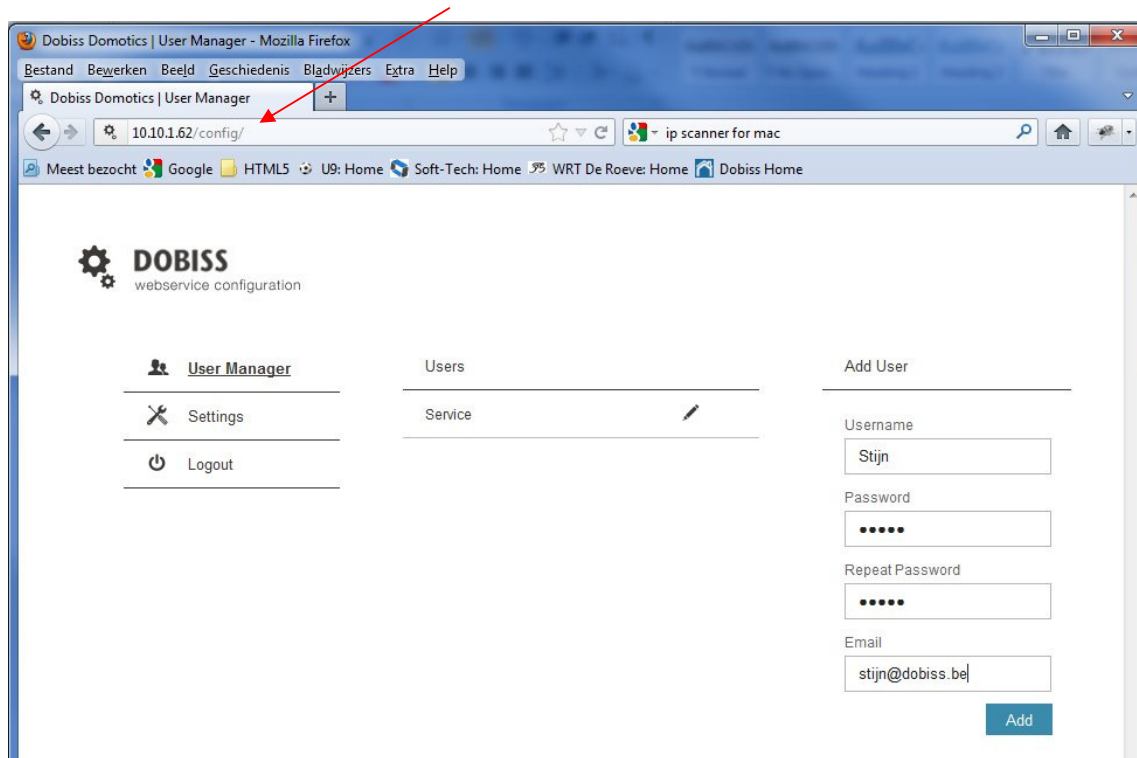 Dobiss Domotics | User Manager - Mozilla Firefox
Bestand Bewerken Beeld Geschiedenis Bladwijzers Extra Help
Dobiss Domotics | User Manager
10.10.1.62/config/
ip scanner for mac
Meest bezocht Google HTML5 U9: Home Soft-Tech: Home WRT De Roeve: Home Dobiss Home
DOBISS
webservice configuration
User Manager
Settings
Logout
Users
Service
Add User
Username
Stijn
Password
•••••
Repeat Password
•••••
Email
stijn@dobiss.be
Add